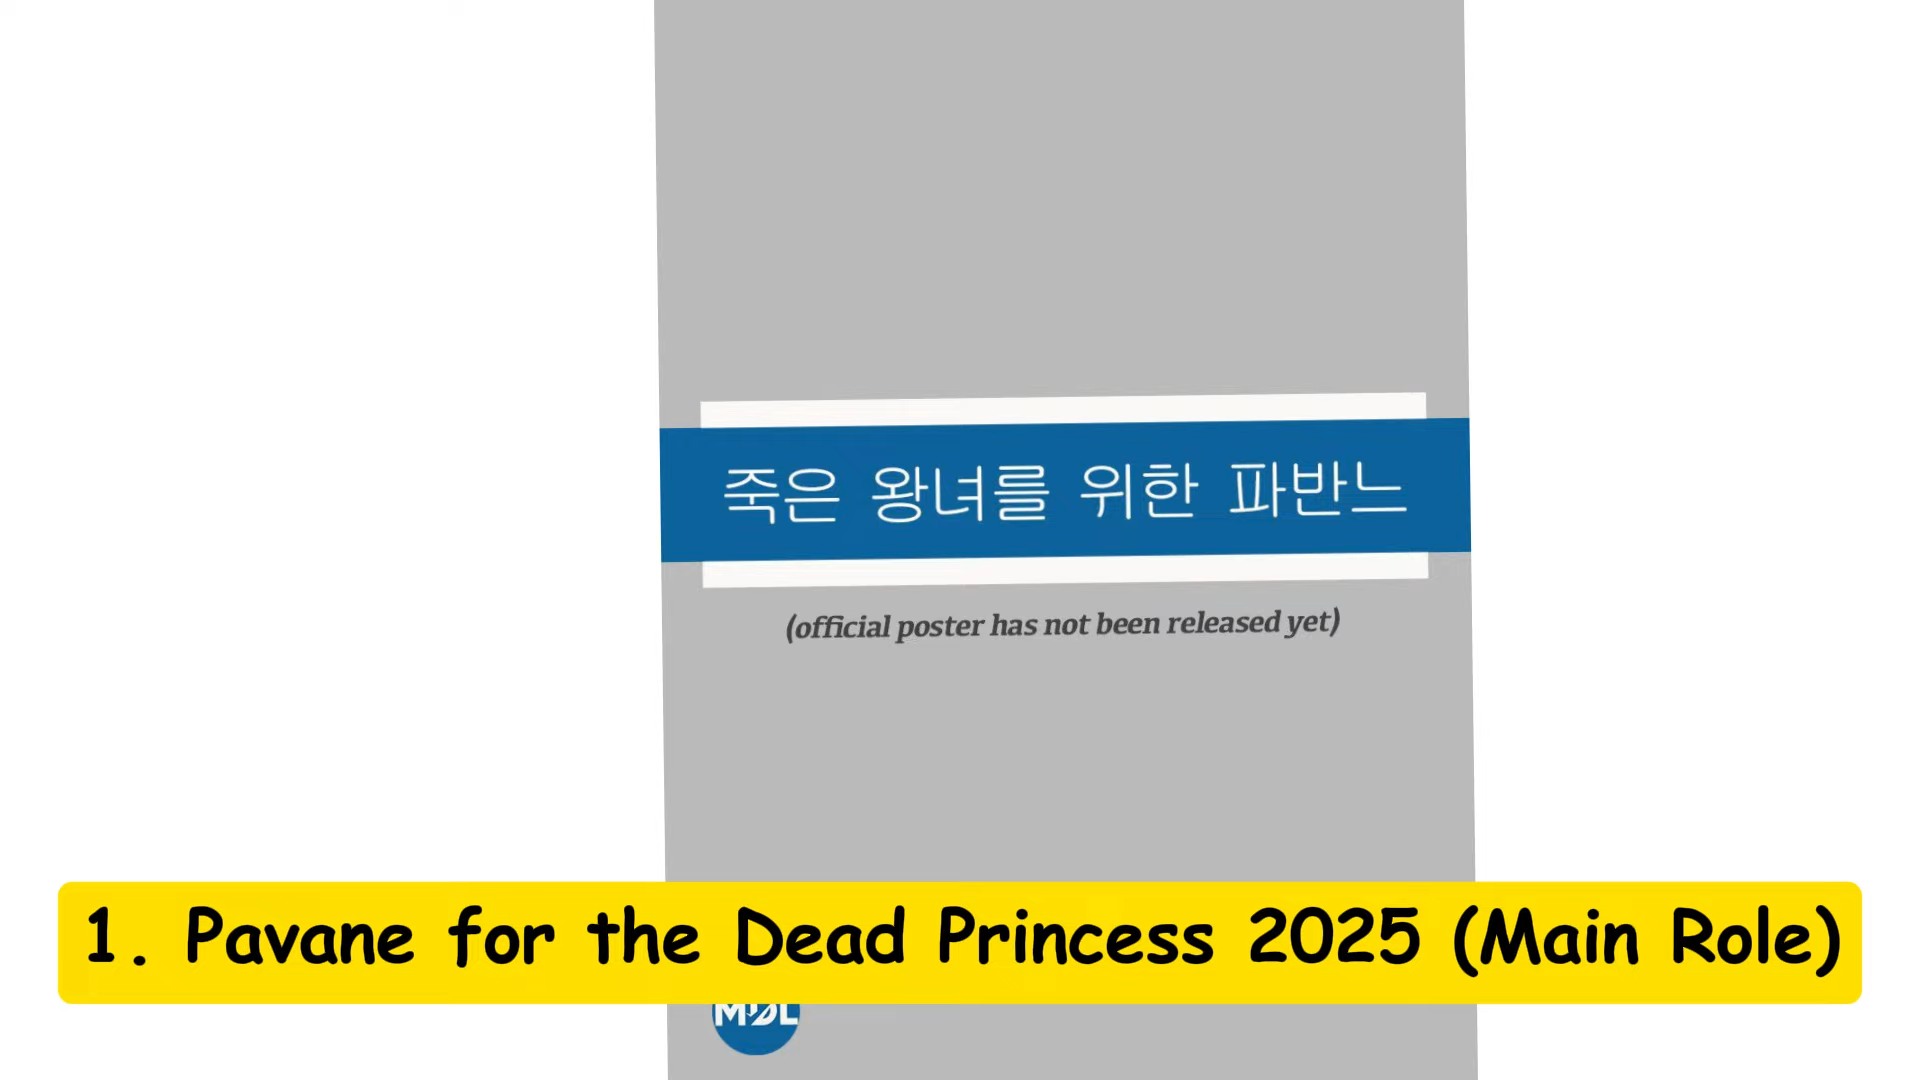 죽은 왕녀를 위한 파반느
(official poster has not been released yet)
1. Pavane for the Dead Princess 2025 (Main Role)
MDL